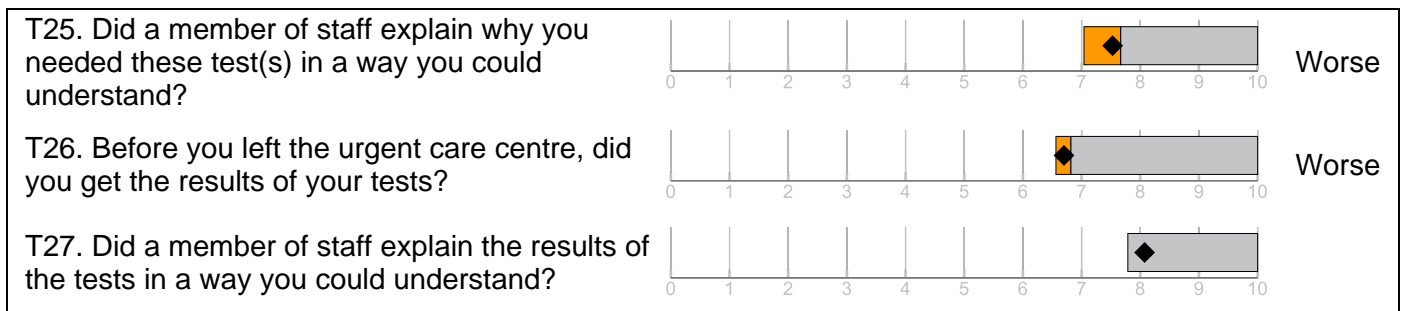 T25. Did a member of staff explain why you
needed these test(s) in a way you could
understand?
0 1 2 3 4 5 6 7 8 9 10
Worse
T26. Before you left the urgent care centre, did
you get the results of your tests?
0 1 2 3 4 5 6 7 8 9 10
Worse
T27. Did a member of staff explain the results of
the tests in a way you could understand?
0 1 2 3 4 5 6 7 8 9 10